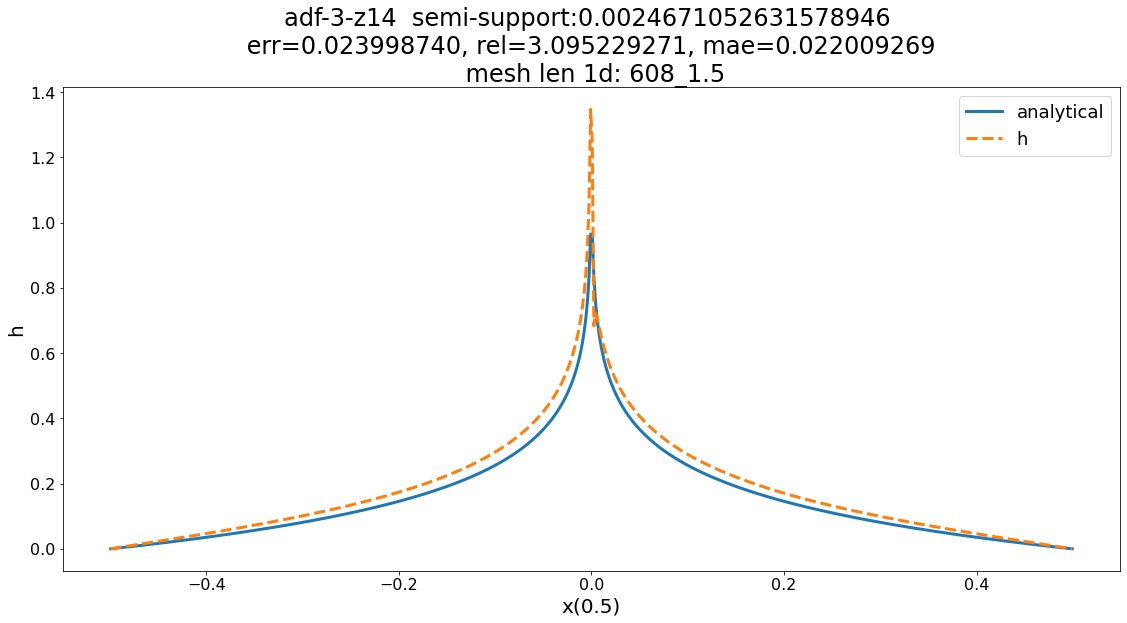 adf-3-z14  semi-support:0.0024671052631578946
err=0.023998740, rel=3.095229271, mae=0.022009269
mesh len 1d: 608_1.5
analytical
h
1.4
1.2
1.0
0.8
0.6
0.4
0.2
0.0
h
−0.4
−0.2
0.0
0.2
0.4
x(0.5)